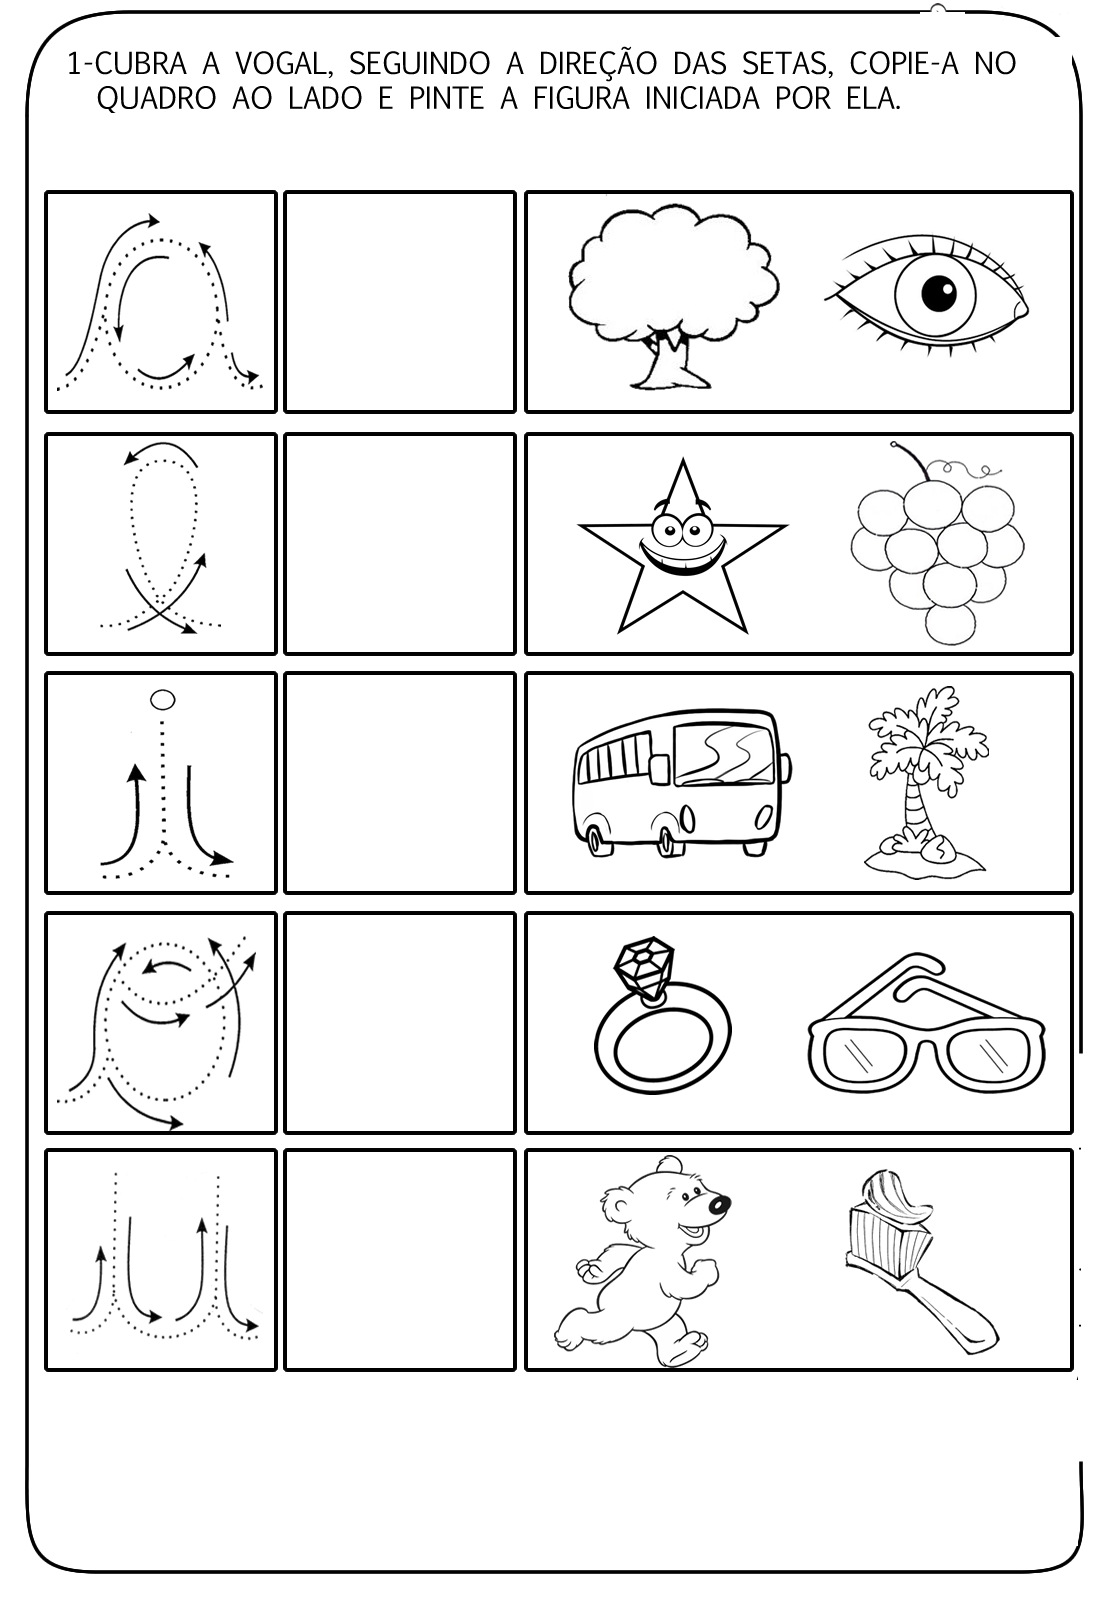 1-CUBRA A VOGAL, SEGUINDO A DIREÇÃO DAS SETAS, COPIE-A NO
QUADRO AO LADO E PINTE A FIGURA INICIADA POR ELA.
a
e
i
o
u